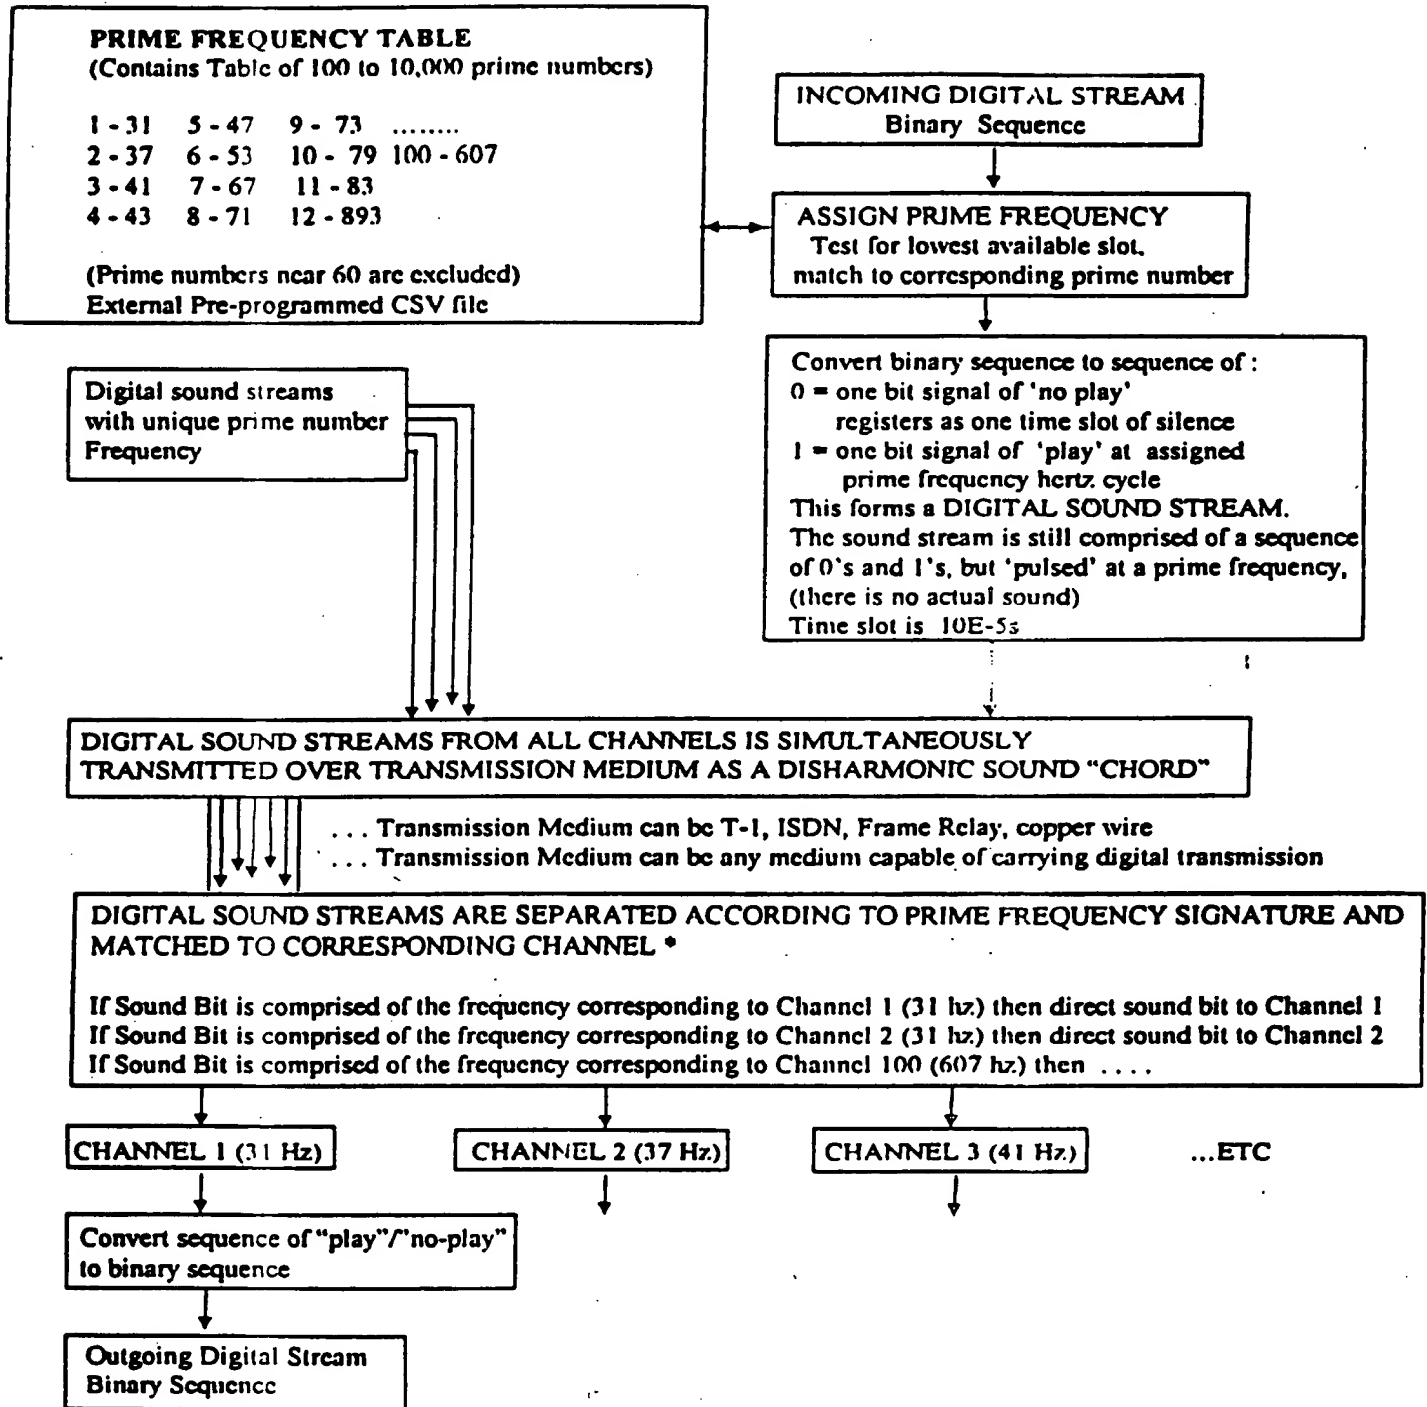 PRIME FREQUENCY TABLE
(Contains Table of 100 to 10,000 prime numbers)
1 - 31 5 - 47 9 - 73 ........
2 - 37 6 - 53 10 - 79 100 - 607
3 - 41 7 - 67 11 - 83
4 - 43 8 - 71 12 - 893
(Prime numbers near 60 are excluded)
External Pre-programmed CSV file
INCOMING DIGITAL STREAM
Binary Sequence
ASSIGN PRIME FREQUENCY
Test for lowest available slot.
match to corresponding prime number
Convert binary sequence to sequence of :
0 = one bit signal of 'no play'
registers as one time slot of silence
1 = one bit signal of 'play' at assigned
prime frequency hertz cycle
This forms a DIGITAL SOUND STREAM.
The sound stream is still comprised of a sequence
of 0's and 1's, but 'pulsed' at a prime frequency,
(there is no actual sound)
Time slot is 10E-5s
Digital sound streams
with unique prime number
Frequency
DIGITAL SOUND STREAMS FROM ALL CHANNELS IS SIMULTANEOUSLY
TRANSMITTED OVER TRANSMISSION MEDIUM AS A DISHARMONIC SOUND "CHORD"
. . . Transmission Medium can be T-1, ISDN, Frame Relay, copper wire
. . . Transmission Medium can be any medium capable of carrying digital transmission
DIGITAL SOUND STREAMS ARE SEPARATED ACCORDING TO PRIME FREQUENCY SIGNATURE AND
MATCHED TO CORRESPONDING CHANNEL *
If Sound Bit is comprised of the frequency corresponding to Channel 1 (31 hz.) then direct sound bit to Channel 1
If Sound Bit is comprised of the frequency corresponding to Channel 2 (31 hz.) then direct sound bit to Channel 2
If Sound Bit is comprised of the frequency corresponding to Channel 100 (607 hz.) then . . . .
CHANNEL 1 (31 Hz)
CHANNEL 2 (37 Hz.)
CHANNEL 3 (41 Hz.)
...ETC
Convert sequence of "play"/"no-play"
to binary sequence
Outgoing Digital Stream
Binary Sequence